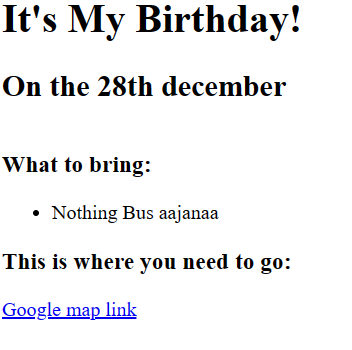 It's My Birthday!
On the 28th december
What to bring:
Nothing Bus aajanaa
This is where you need to go:
Google map link